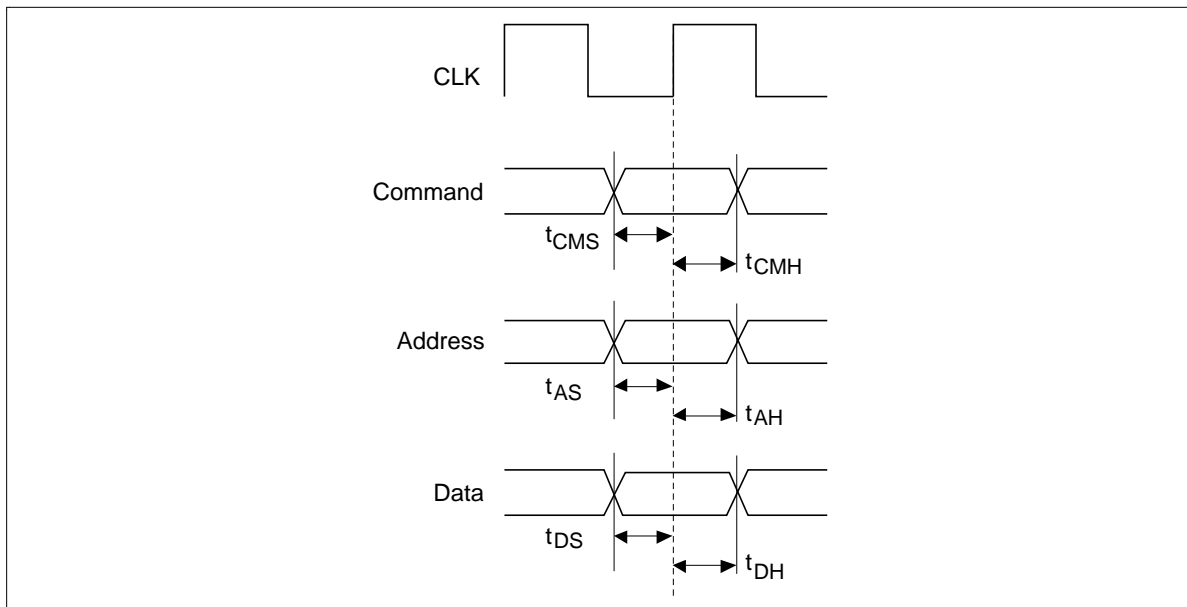 CLK
Command
tCMS
tCMH
Address
tAS
tAH
Data
tDS
tDH